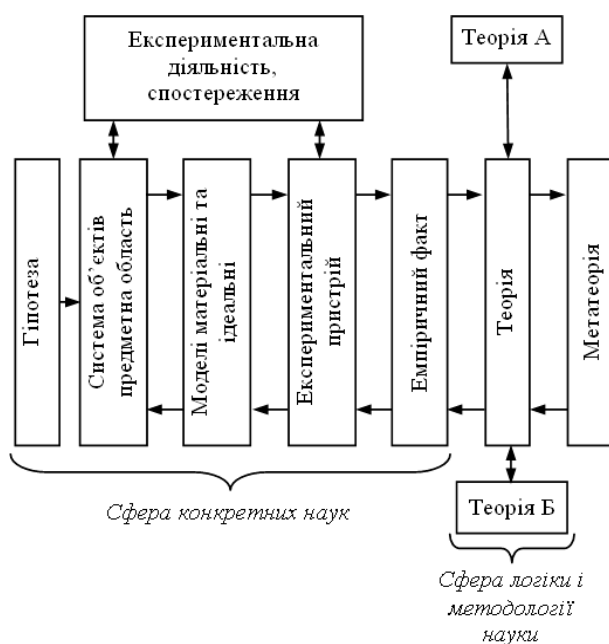 Експериментальна
діяльність,
спостереження
Теорія А
Гіпотеза
Система об’єктів
предметна область
Моделі матеріальні та
ідеальні
Експериментальний
пристрій
Емпіричний факт
Теорія
Метатеорія
Сфера конкретних наук
Теорія Б
Сфера логіки і
методології
науки